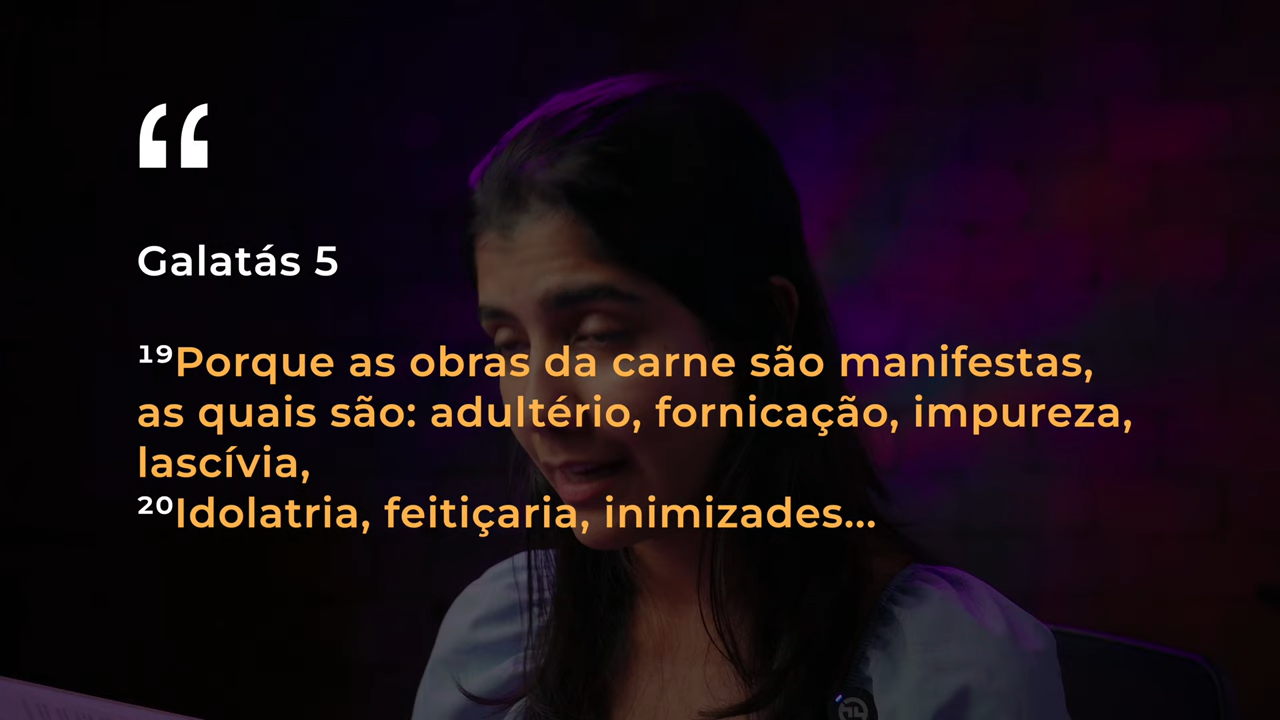 “
Galatás 5
¹⁹Porque as obras da carne são manifestas,
as quais são: adultério, fornicação, impureza,
lascívia,
²⁰Idolatria, feitiçaria, inimizades...